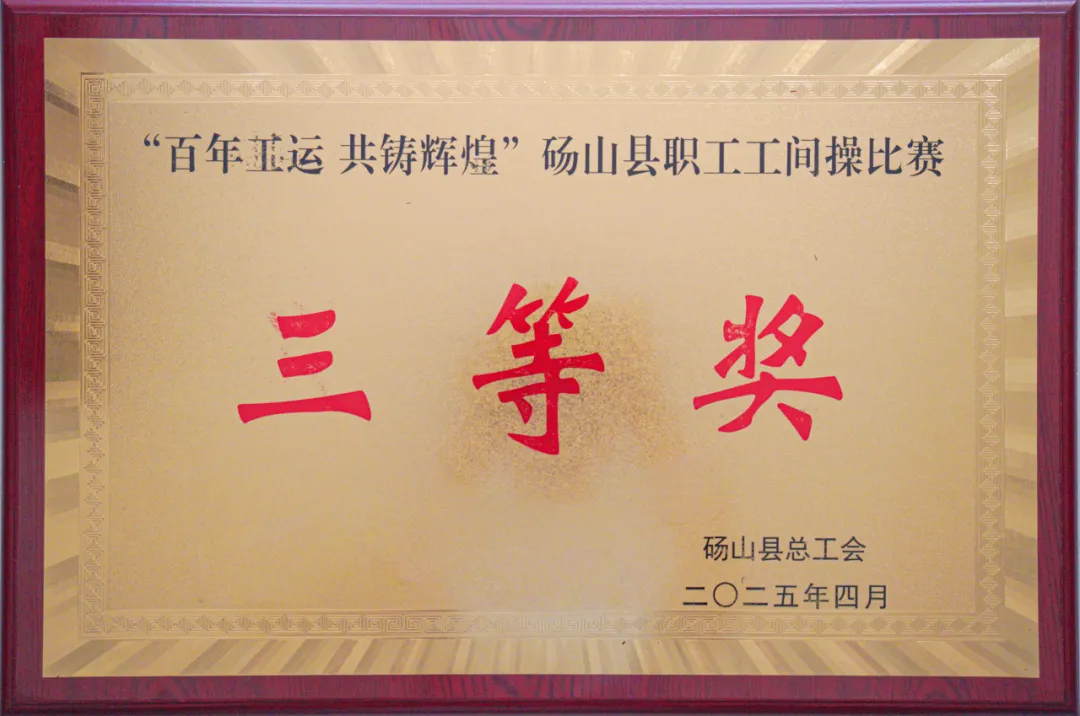 “百年工运 共铸辉煌”砀山县职工工间操比赛
三等奖
砀山县总工会
二〇二五年四月